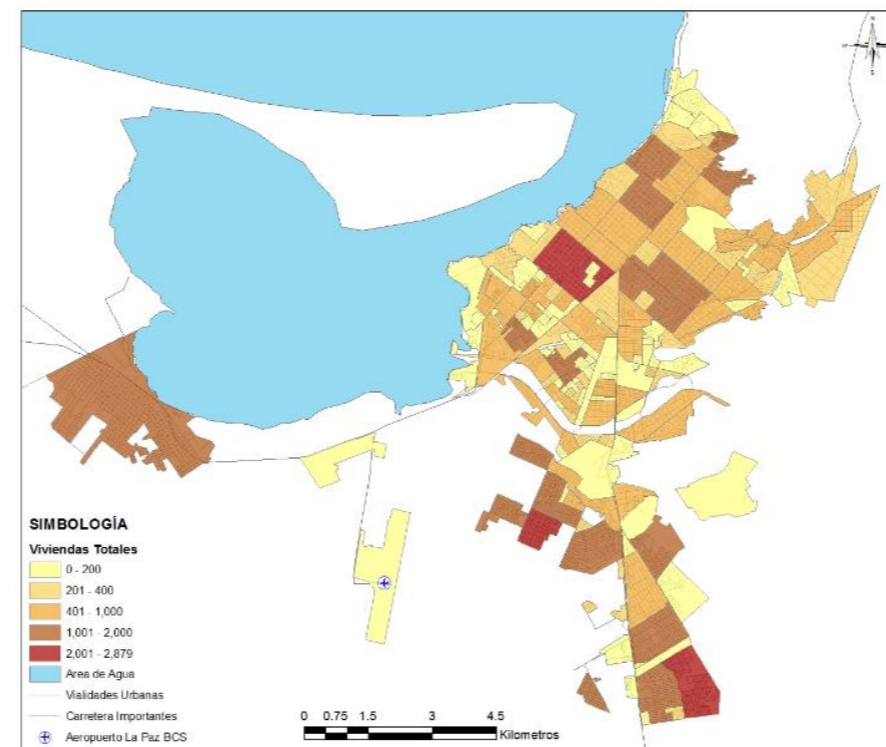 N
SIMBOLOGÍA
Viviendas Totales
0 - 200
201 - 400
401 - 1,000
1,001 - 2,000
2,001 - 2,879
Area de Agua
Vialidades Urbanas
Carretera Importantes
Aeropuerto La Paz BCS
0 0.75 1.5 3 4.5
Kilometros